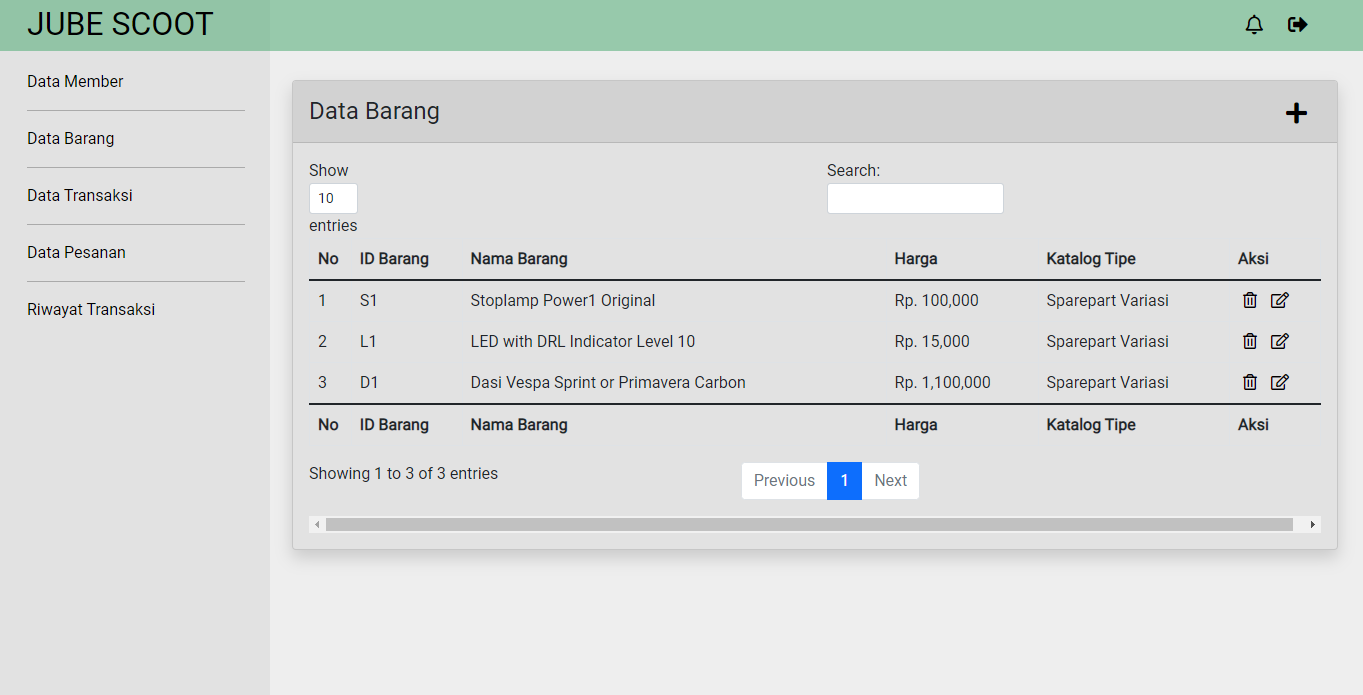 JUBE SCOOT
Data Member
Data Barang
Data Transaksi
Data Pesanan
Riwayat Transaksi
Data Barang
Show
10
entries
Search:
No ID Barang Nama Barang Harga Katalog Tipe Aksi
1 S1 Stoplamp Power1 Original Rp. 100,000 Sparepart Variasi
2 L1 LED with DRL Indicator Level 10 Rp. 15,000 Sparepart Variasi
3 D1 Dasi Vespa Sprint or Primavera Carbon Rp. 1,100,000 Sparepart Variasi
No ID Barang Nama Barang Harga Katalog Tipe Aksi
Showing 1 to 3 of 3 entries
Previous 1 Next